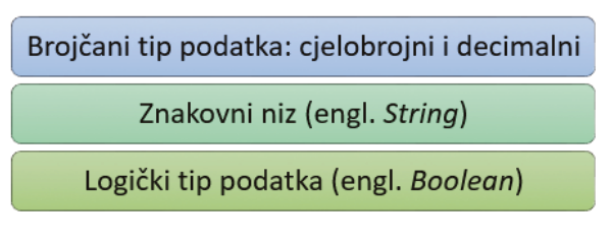 Brojčani tip podatka: cjelobrojni i decimalni
Znakovni niz (engl. String)
Logički tip podatka (engl. Boolean)